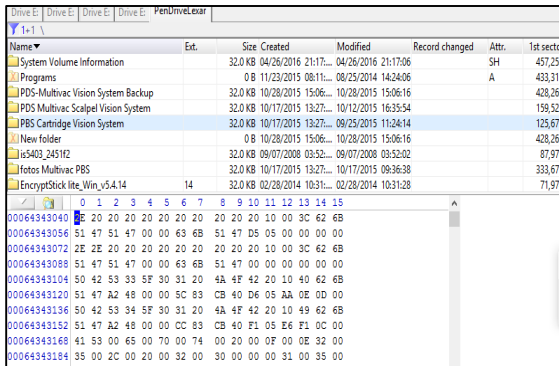 Drive E: Drive E: Drive E: Drive E: PenDriveLexar
1+1 \
Name Ext. Size Created Modified Record changed Attr. 1st secto
System Volume Information 32.0 KB 04/26/2016 21:17:... 04/26/2016 21:17:06 SH 457,25
Programs 0 B 11/23/2015 08:11:... 08/25/2014 14:24:06 A 433,31
PDS-Multivac Vision System Backup 32.0 KB 10/28/2015 15:06:... 10/28/2015 15:06:16 428,26
PDS Multivac Scalpel Vision System 32.0 KB 10/17/2015 13:27:... 10/12/2015 16:35:54 159,52
PBS Cartridge Vision System 32.0 KB 10/17/2015 13:27:... 09/25/2015 11:24:14 125,67
New folder 0 B 10/28/2015 15:06:... 10/28/2015 15:06:16 428,26
is5403_2451f2 32.0 KB 09/07/2008 03:52:... 09/07/2008 03:52:02 87,97
fotos Multivac PBS 32.0 KB 10/17/2015 13:27:... 10/17/2015 09:36:38 333,67
EncryptStick lite_Win_v5.4.14 14 32.0 KB 02/28/2014 10:31:... 02/28/2014 10:31:28 71,97
0 1 2 3 4 5 6 7 8 9 10 11 12 13 14 15
00064343040 2E 20 20 20 20 20 20 20 20 20 20 10 00 3C 62 6B
00064343056 51 47 51 47 00 00 63 6B 51 47 D5 05 00 00 00 00
00064343072 2E 2E 20 20 20 20 20 20 20 20 20 10 00 3C 62 6B
00064343088 51 47 51 47 00 00 63 6B 51 47 00 00 00 00 00 00
00064343104 50 42 53 33 5F 30 31 20 4A 4F 42 20 10 40 62 6B
00064343120 51 47 A2 48 00 00 5C 83 CB 40 D6 05 AA 0E 0D 00
00064343136 50 42 53 34 5F 30 31 20 4A 4F 42 20 10 49 62 6B
00064343152 51 47 A2 48 00 00 CC 83 CB 40 F1 05 E6 F1 0C 00
00064343168 41 53 00 65 00 70 00 74 00 20 00 0F 00 0E 32 00
00064343184 35 00 2C 00 20 00 32 00 30 00 00 00 31 00 35 00